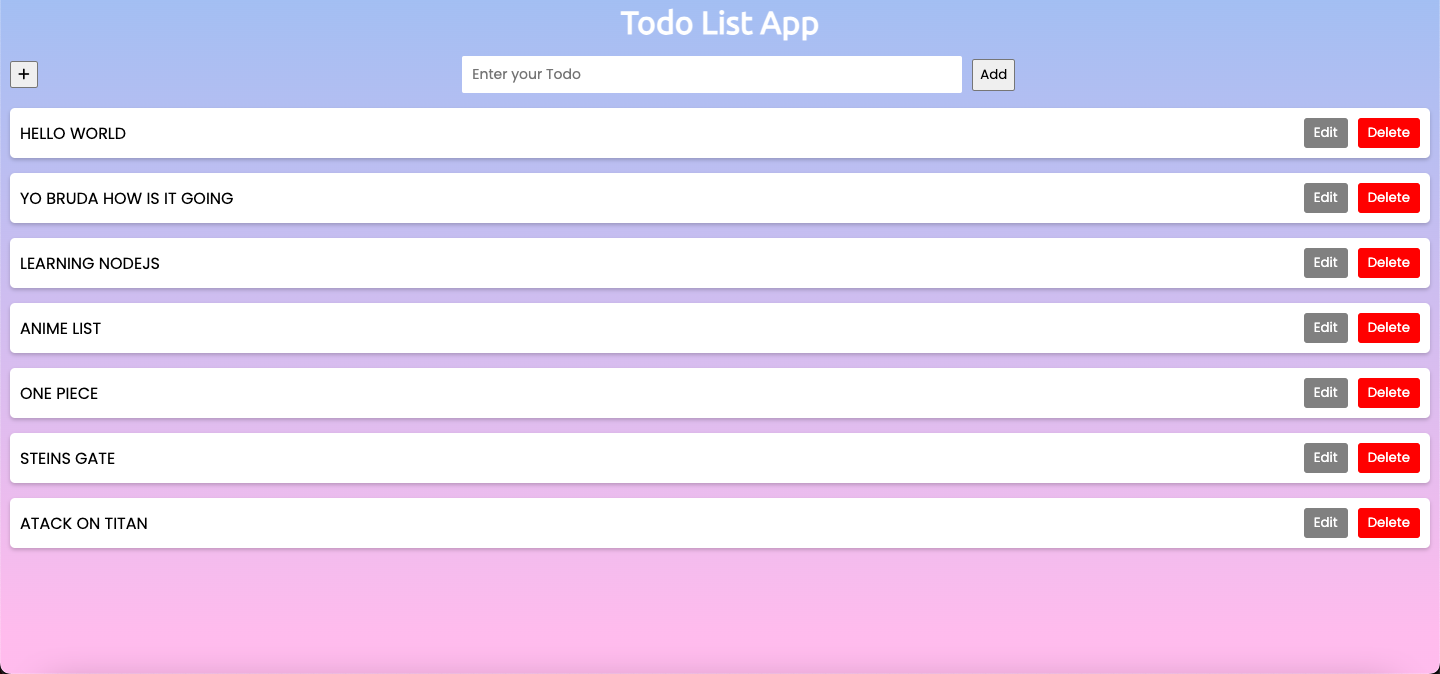 Todo List App
+
Enter your Todo
Add
HELLO WORLD
Edit
Delete
YO BRUDA HOW IS IT GOING
Edit
Delete
LEARNING NODEJS
Edit
Delete
ANIME LIST
Edit
Delete
ONE PIECE
Edit
Delete
STEINS GATE
Edit
Delete
ATACK ON TITAN
Edit
Delete